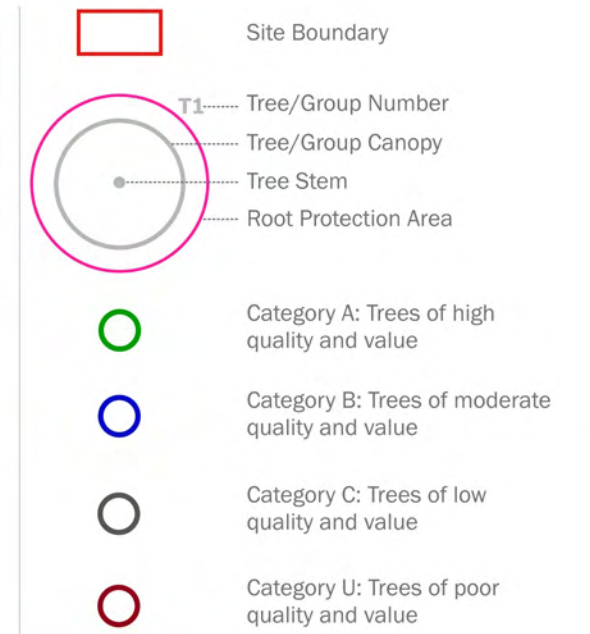 Site Boundary
T1
Tree/Group Number
Tree/Group Canopy
Tree Stem
Root Protection Area
Category A: Trees of high
quality and value
Category B: Trees of moderate
quality and value
Category C: Trees of low
quality and value
Category U: Trees of poor
quality and value